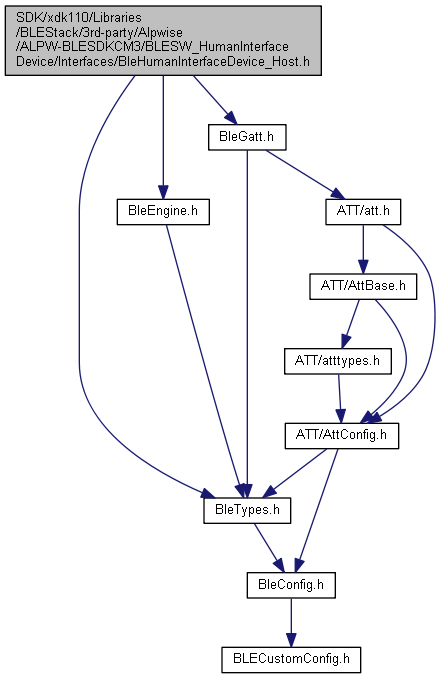 SDK/xdk110/Libraries
/BLEStack/3rd-party/Alpwise
/ALPW-BLESDKCM3/BLESW_HumanInterface
Device/Interfaces/BleHumanInterfaceDevice_Host.h
BleGatt.h
BleEngine.h
ATT/att.h
ATT/AttBase.h
ATT/atttypes.h
ATT/AttConfig.h
BleTypes.h
BleConfig.h
BLECustomConfig.h